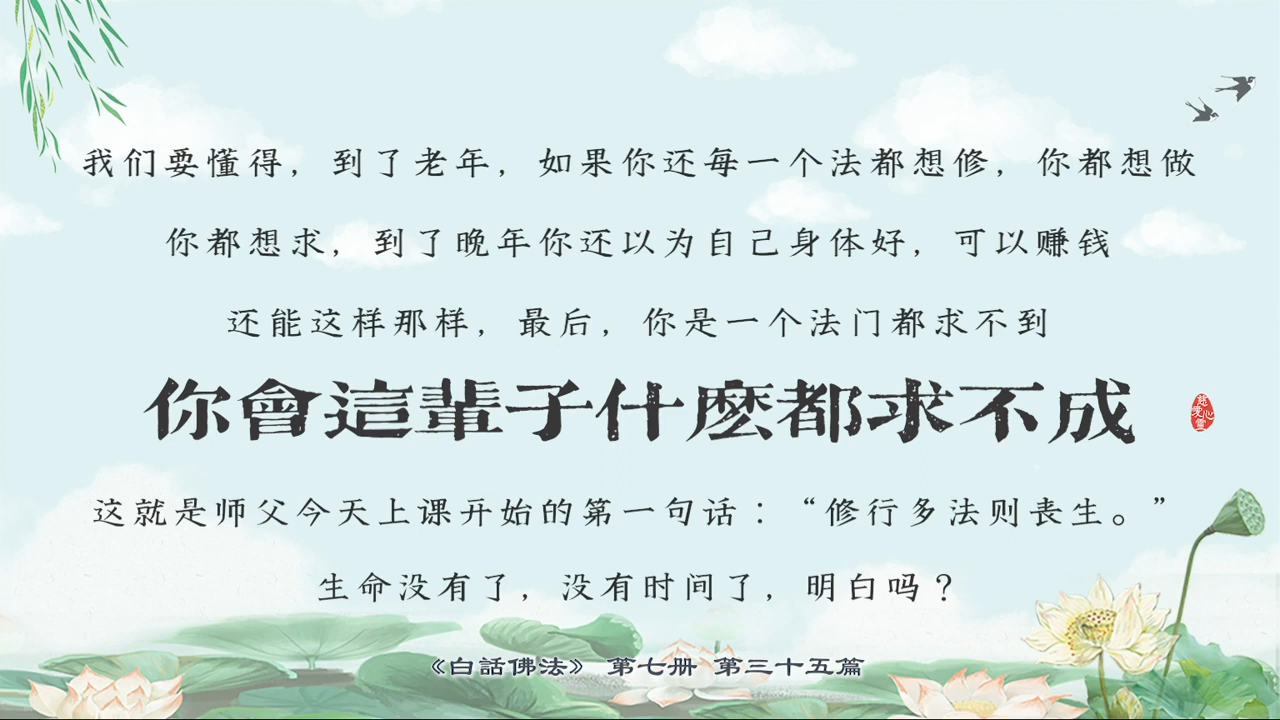 我们要懂得，到了老年，如果你还每一个法都想修，你都想做
你都想求，到了晚年你还以为自己身体好，可以赚钱
还能这样那样，最后，你是一个法门都求不到
你會這輩子什麽都求不成
这就是师父今天上课开始的第一句话：“修行多法则丧生。”
生命没有了，没有时间了，明白吗？
《白話佛法》 第七册 第三十五篇